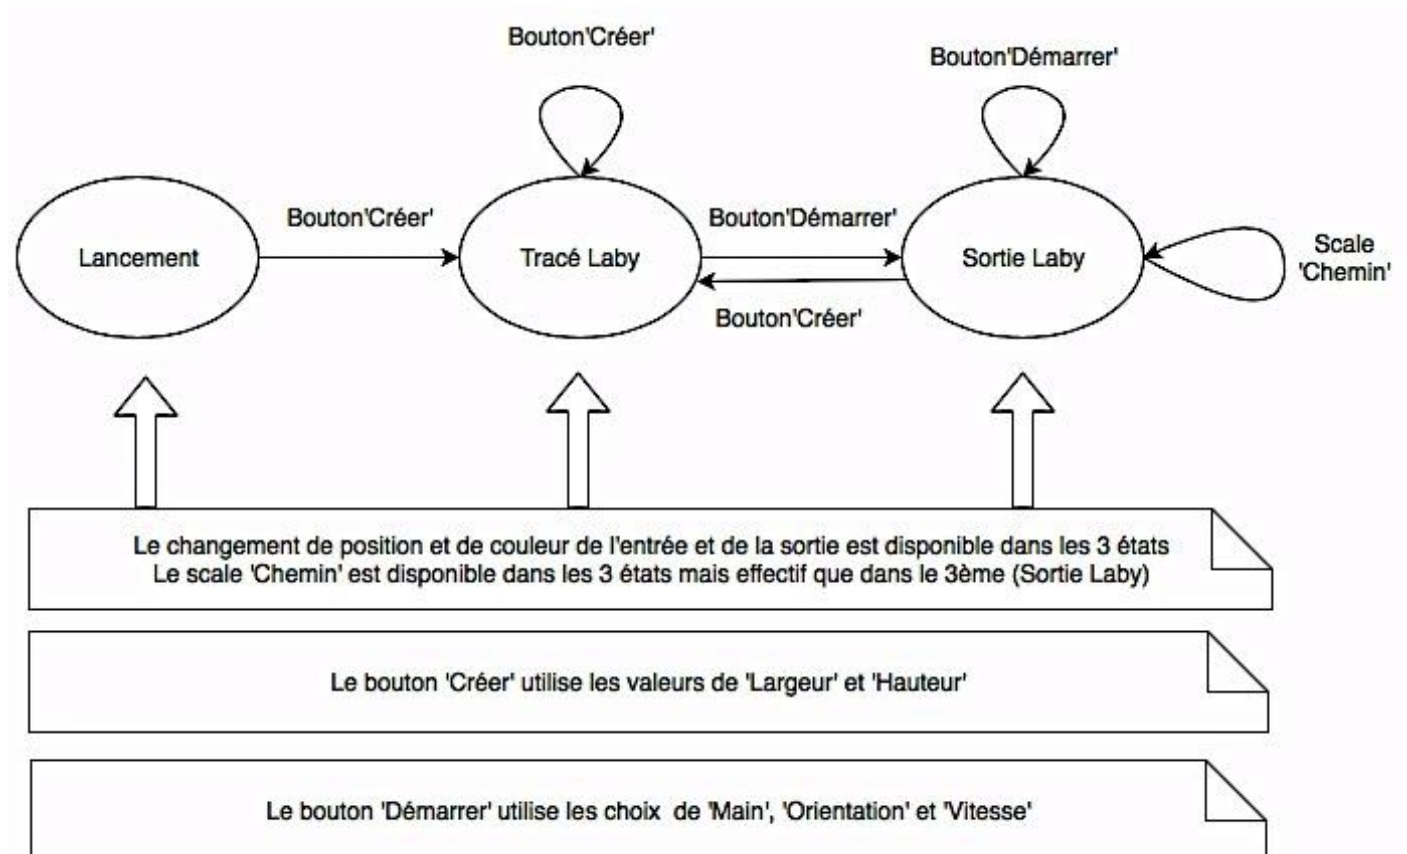 Bouton'Créer'
Bouton'Démarrer'
Bouton'Créer'
Bouton'Démarrer'
Scale
'Chemin'
Lancement
Tracé Laby
Sortie Laby
Bouton'Créer'
Le changement de position et de couleur de l'entrée et de la sortie est disponible dans les 3 états
Le scale 'Chemin' est disponible dans les 3 états mais effectif que dans le 3ème (Sortie Laby)
Le bouton 'Créer' utilise les valeurs de 'Largeur' et 'Hauteur'
Le bouton 'Démarrer' utilise les choix de 'Main', 'Orientation' et 'Vitesse'